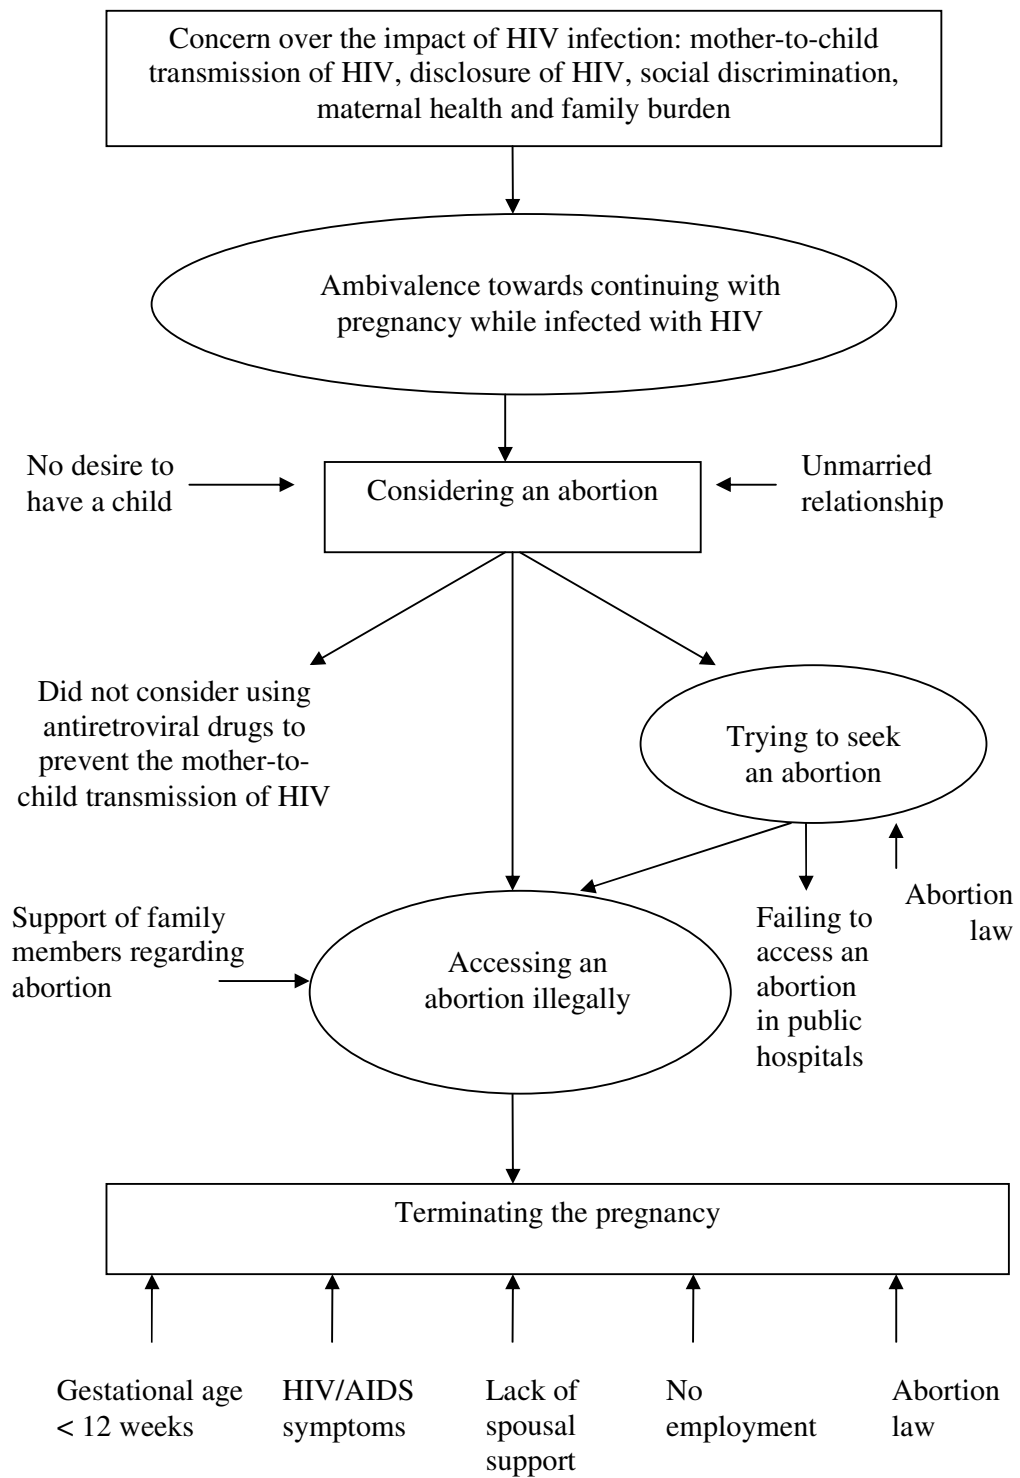 Concern over the impact of HIV infection: mother-to-child
transmission of HIV, disclosure of HIV, social discrimination,
maternal health and family burden
Ambivalence towards continuing with
pregnancy while infected with HIV
No desire to
have a child
Considering an abortion
Unmarried
relationship
Did not consider using
antiretroviral drugs to
prevent the mother-to-
child transmission of HIV
Trying to seek
an abortion
Support of family
members regarding
abortion
Accessing an
abortion illegally
Failing to
access an
abortion
in public
hospitals
Abortion
law
Terminating the pregnancy
Gestational age
< 12 weeks
HIV/AIDS
symptoms
Lack of
spousal
support
No
employment
Abortion
law